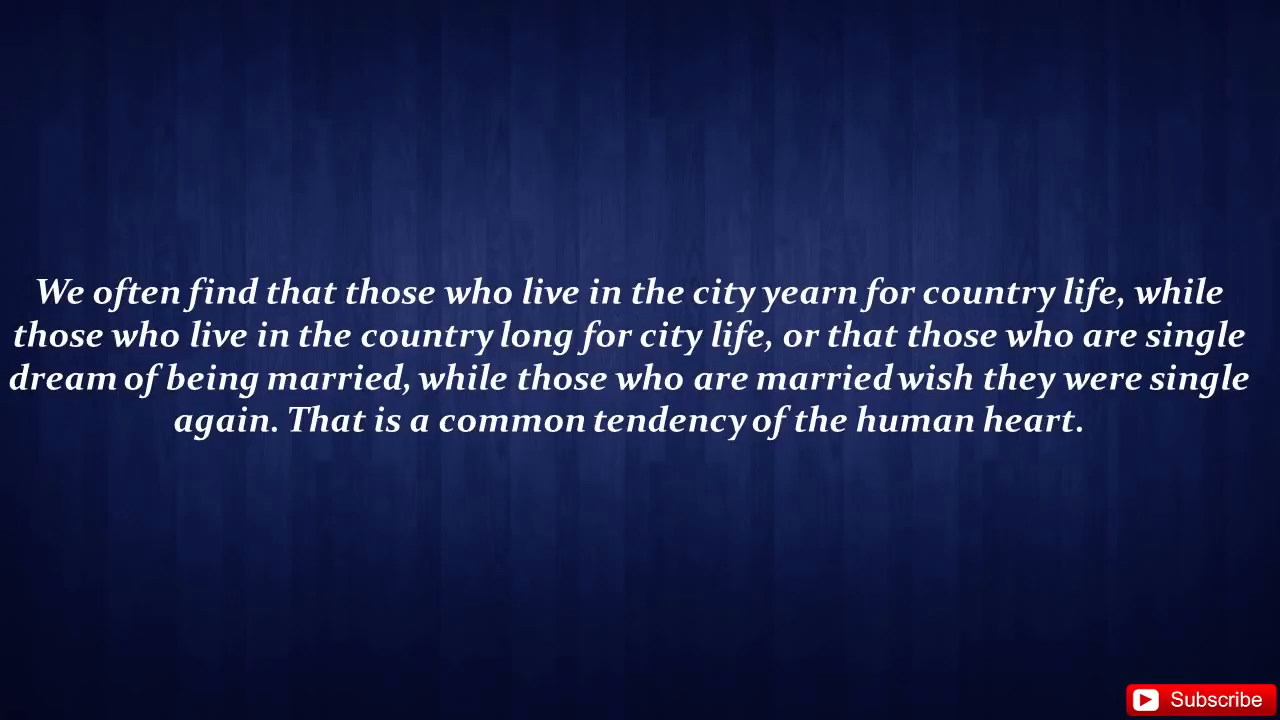 We often find that those who live in the city yearn for country life, while
those who live in the country long for city life, or that those who are single
dream of being married, while those who are married wish they were single
again. That is a common tendency of the human heart.
Subscribe